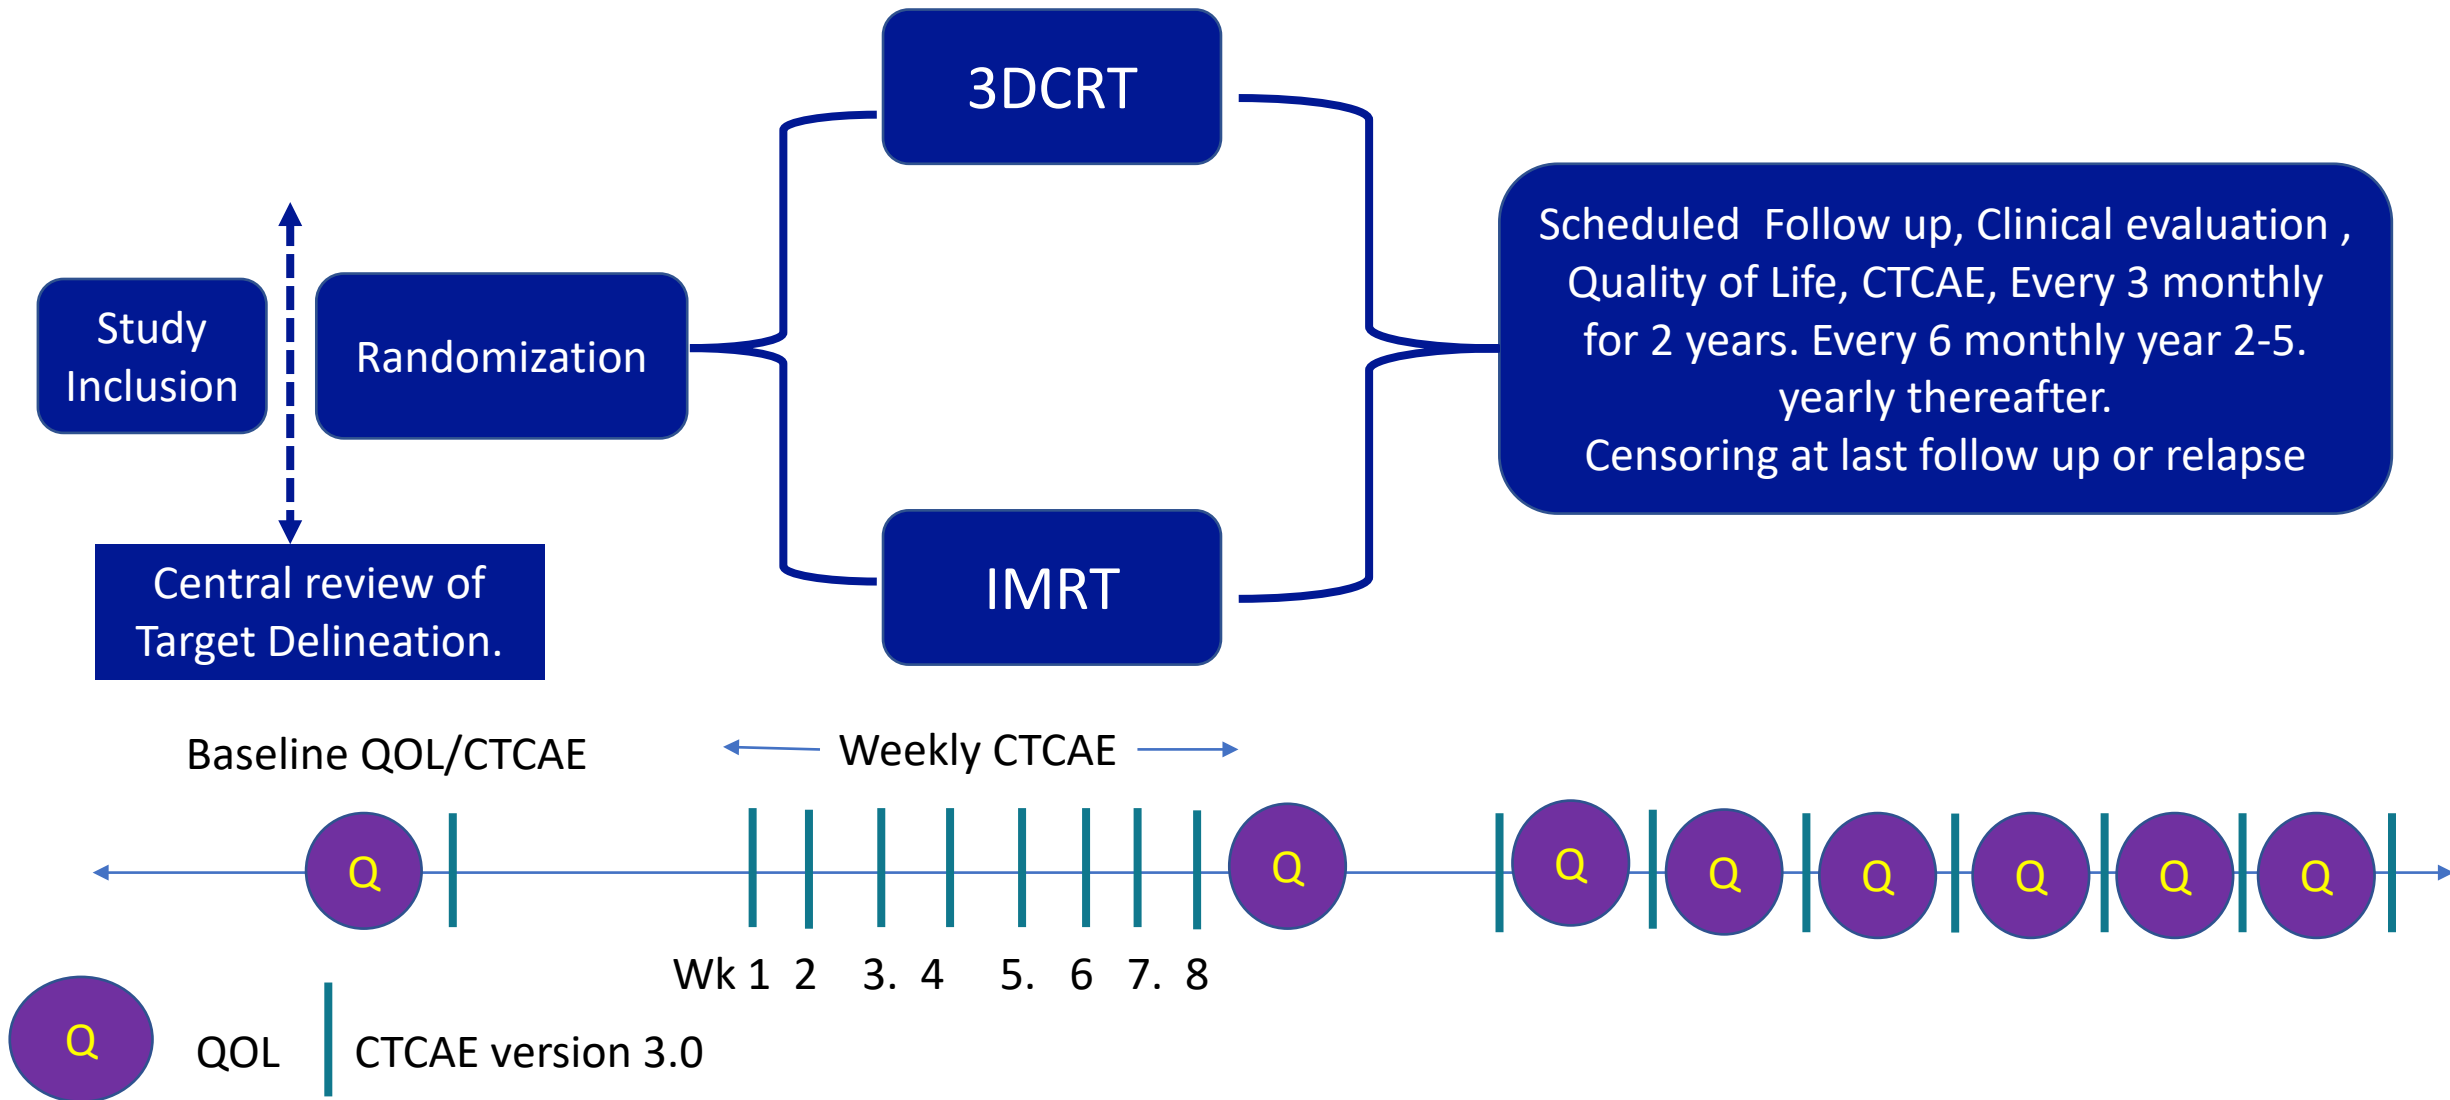 3DCRT
Study
Inclusion
Randomization
Scheduled  Follow up, Clinical evaluation ,
Quality of Life, CTCAE, Every 3 monthly
for 2 years. Every 6 monthly year 2-5.
yearly thereafter.
Censoring at last follow up or relapse
IMRT
Central review of
Target Delineation.
Baseline QOL/CTCAE
Weekly CTCAE
Q
Q
Q
Q
Q
Q
Q
Q
Wk 1 2 3. 4 5. 6 7. 8
Q
QOL
CTCAE version 3.0